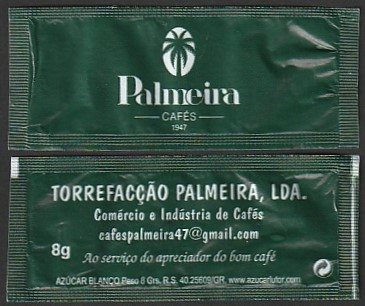 Palmeira
CAFÉS
1947
TORREFACÇÃO PALMEIRA, LDA.
Comércio e Indústria de Cafés
cafespalmeira47@gmail.com
8g
Ao serviço do apreciador do bom café
AZÚCAR BLANCO Peso 8 Grs. R.S. 40.25609/GR. www.azucarlutor.com